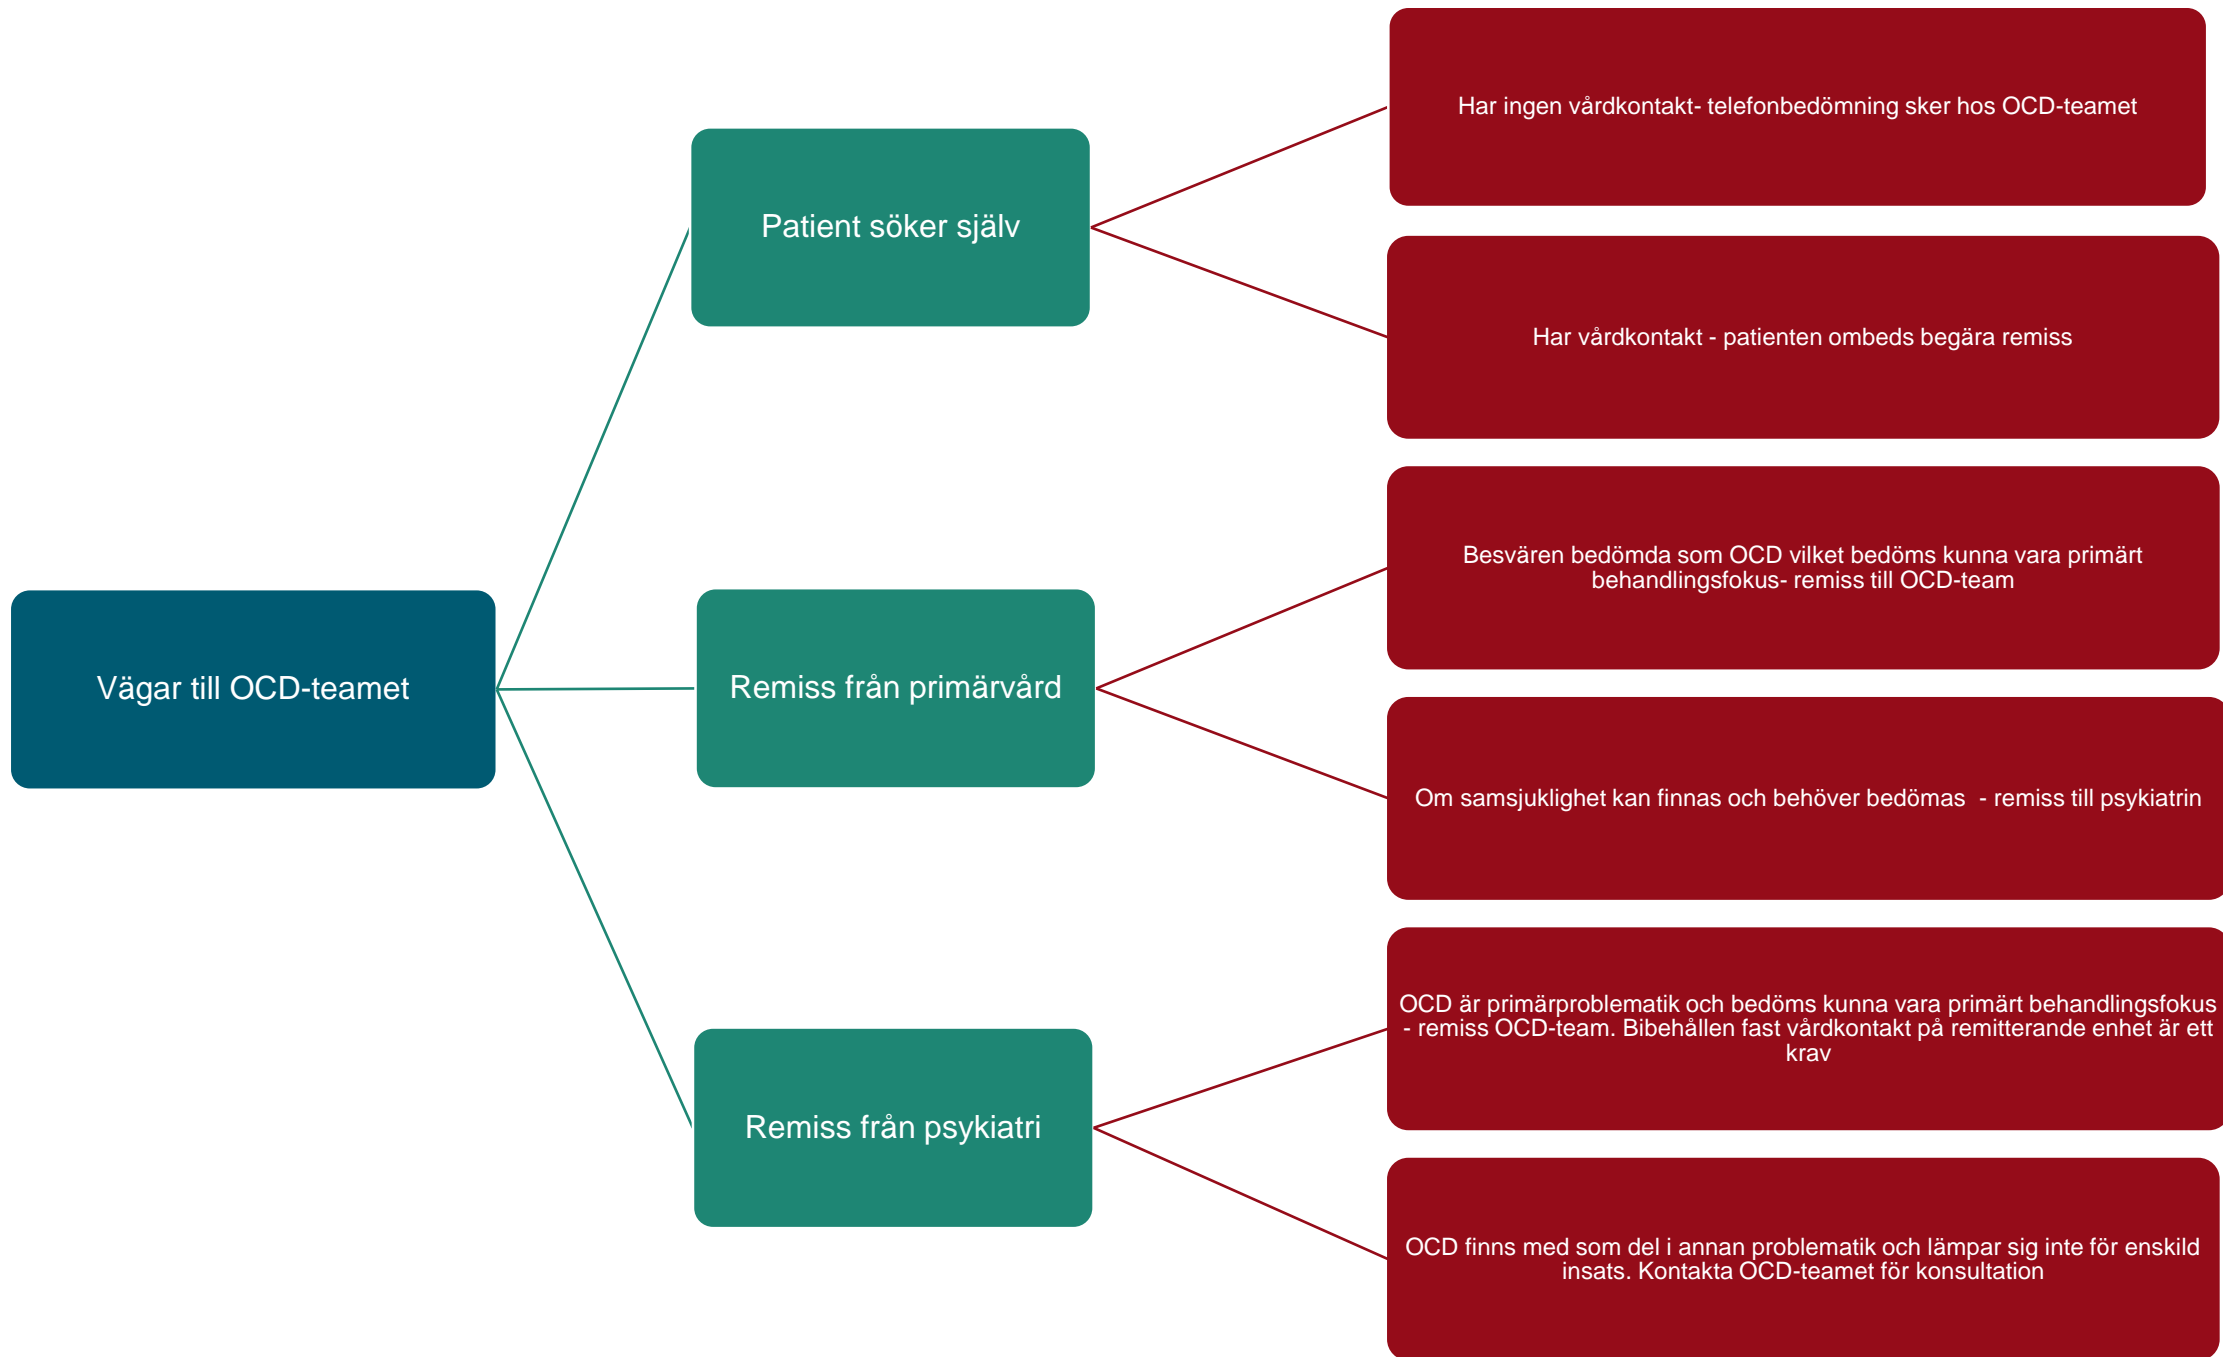 Vägar till OCD-teamet
Patient söker själv
Har ingen vårdkontakt- telefonbedömning sker hos OCD-teamet
Har vårdkontakt - patienten ombeds begära remiss
Remiss från primärvård
Besvären bedömda som OCD vilket bedöms kunna vara primärt
behandlingsfokus- remiss till OCD-team
Om samsjuklighet kan finnas och behöver bedömas  - remiss till psykiatrin
Remiss från psykiatri
OCD är primärproblematik och bedöms kunna vara primärt behandlingsfokus
- remiss OCD-team. Bibehållen fast vårdkontakt på remitterande enhet är ett
krav
OCD finns med som del i annan problematik och lämpar sig inte för enskild
insats. Kontakta OCD-teamet för konsultation